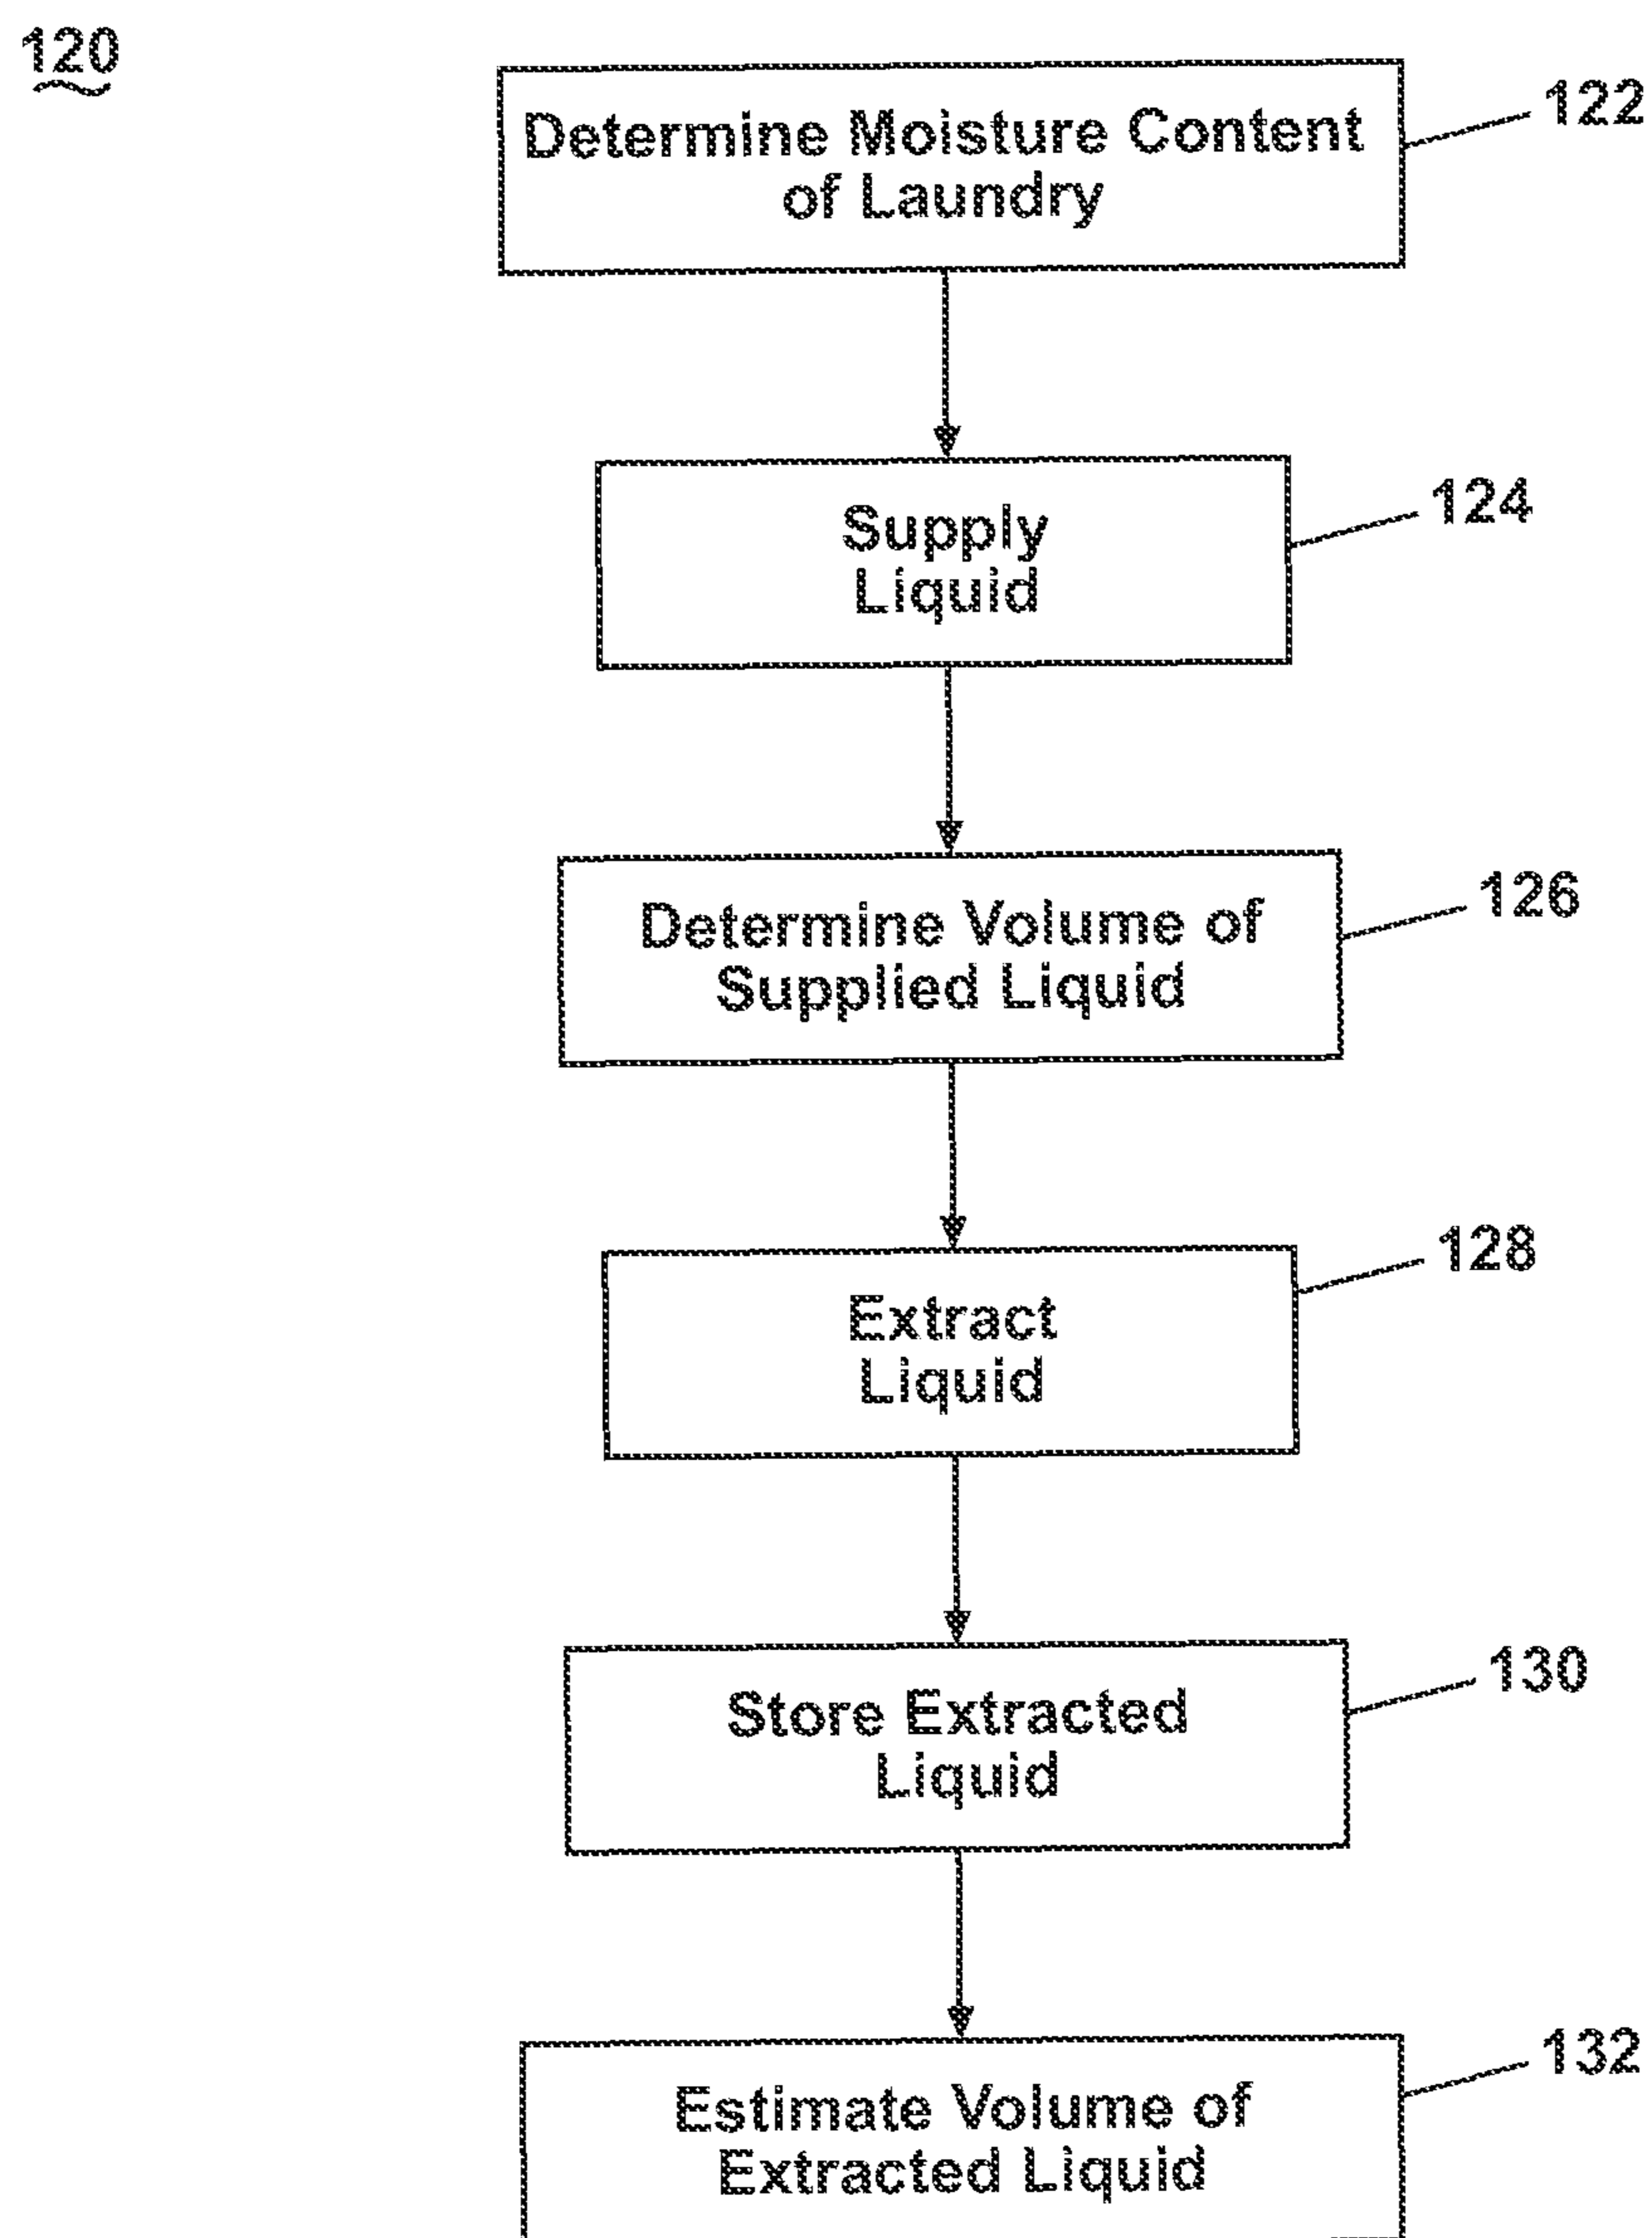 120
Determine Moisture Content
of Laundry
122
Supply
Liquid
124
Determine Volume of
Supplied Liquid
126
Extract
Liquid
128
Store Extracted
Liquid
130
Estimate Volume of
Extracted Liquid
132